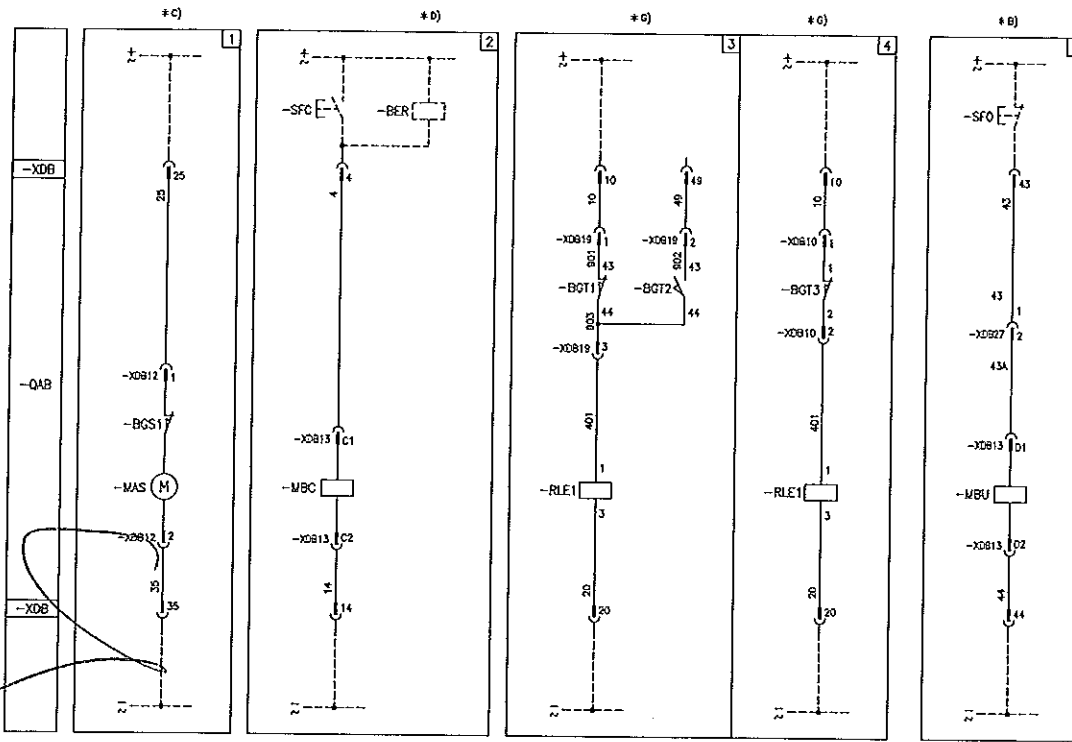 *C)
*D)
*G)
*G)
*B)
1
2
3
4
-XDB
-QAB
-XDB
25
25
-XDB12 1
-BGS1
-MAS M
-XDB12 2
35
35
-SFC
-BER
4
4
-XDB13 C1
-MBC
-XDB13 C2
14
14
10
10
-XDB19 1
901
43
-BGT1
44
903
-XDB19 3
401
1
-RLE1
3
20
20
49
49
-XDB19 2
902
43
-BGT2
44
10
10
-XDB10 1
1
-BGT3
2
-XDB10 2
401
1
-RLE1
3
20
20
-SFO
43
43
43
1
-XDB27 2
43A
-XDB13 D1
-MBU
-XDB13 D2
44
44